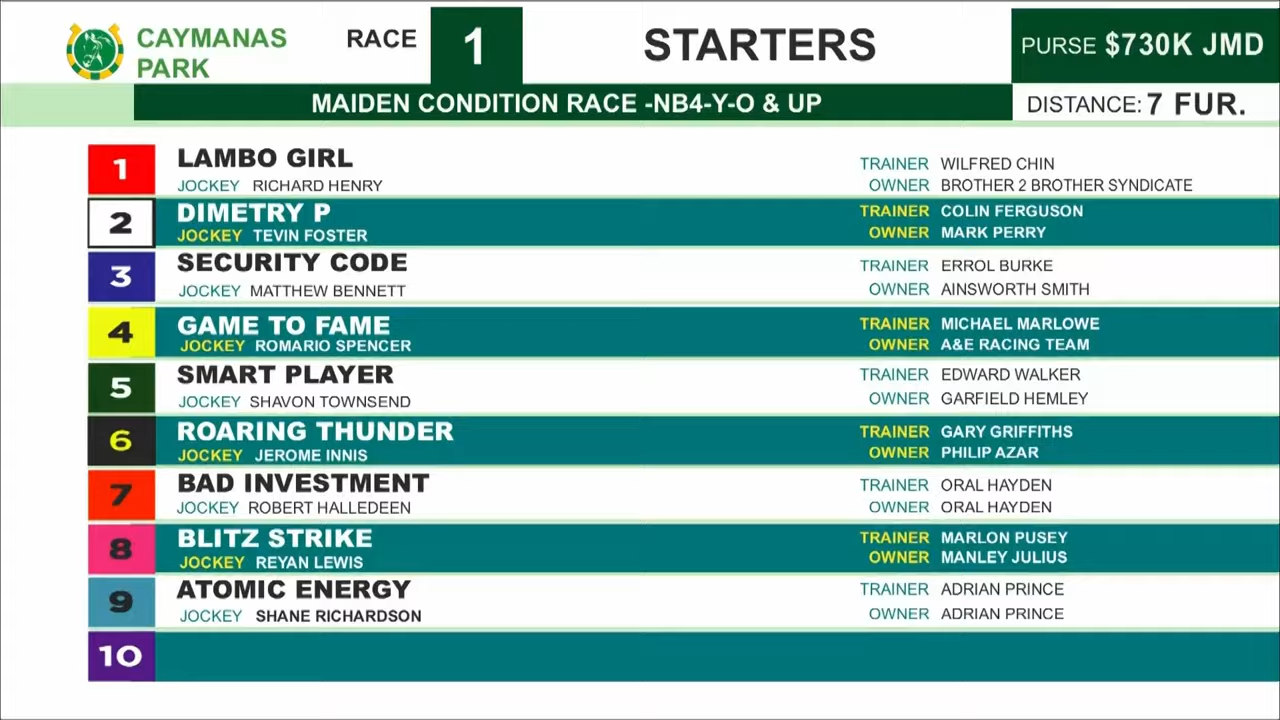 CAYMANAS PARK
RACE 1
STARTERS
PURSE $730K JMD
MAIDEN CONDITION RACE -NB4-Y-O & UP
DISTANCE: 7 FUR.
1 LAMBO GIRL
JOCKEY RICHARD HENRY
TRAINER WILFRED CHIN
OWNER BROTHER 2 BROTHER SYNDICATE
2 DIMETRY P
JOCKEY TEVIN FOSTER
TRAINER COLIN FERGUSON
OWNER MARK PERRY
3 SECURITY CODE
JOCKEY MATTHEW BENNETT
TRAINER ERROL BURKE
OWNER AINSWORTH SMITH
4 GAME TO FAME
JOCKEY ROMARIO SPENCER
TRAINER MICHAEL MARLOWE
OWNER A&E RACING TEAM
5 SMART PLAYER
JOCKEY SHAVON TOWNSEND
TRAINER EDWARD WALKER
OWNER GARFIELD HEMLEY
6 ROARING THUNDER
JOCKEY JEROME INNIS
TRAINER GARY GRIFFITHS
OWNER PHILIP AZAR
7 BAD INVESTMENT
JOCKEY ROBERT HALLEDEEN
TRAINER ORAL HAYDEN
OWNER ORAL HAYDEN
8 BLITZ STRIKE
JOCKEY REYAN LEWIS
TRAINER MARLON PUSEY
OWNER MANLEY JULIUS
9 ATOMIC ENERGY
JOCKEY SHANE RICHARDSON
TRAINER ADRIAN PRINCE
OWNER ADRIAN PRINCE
10